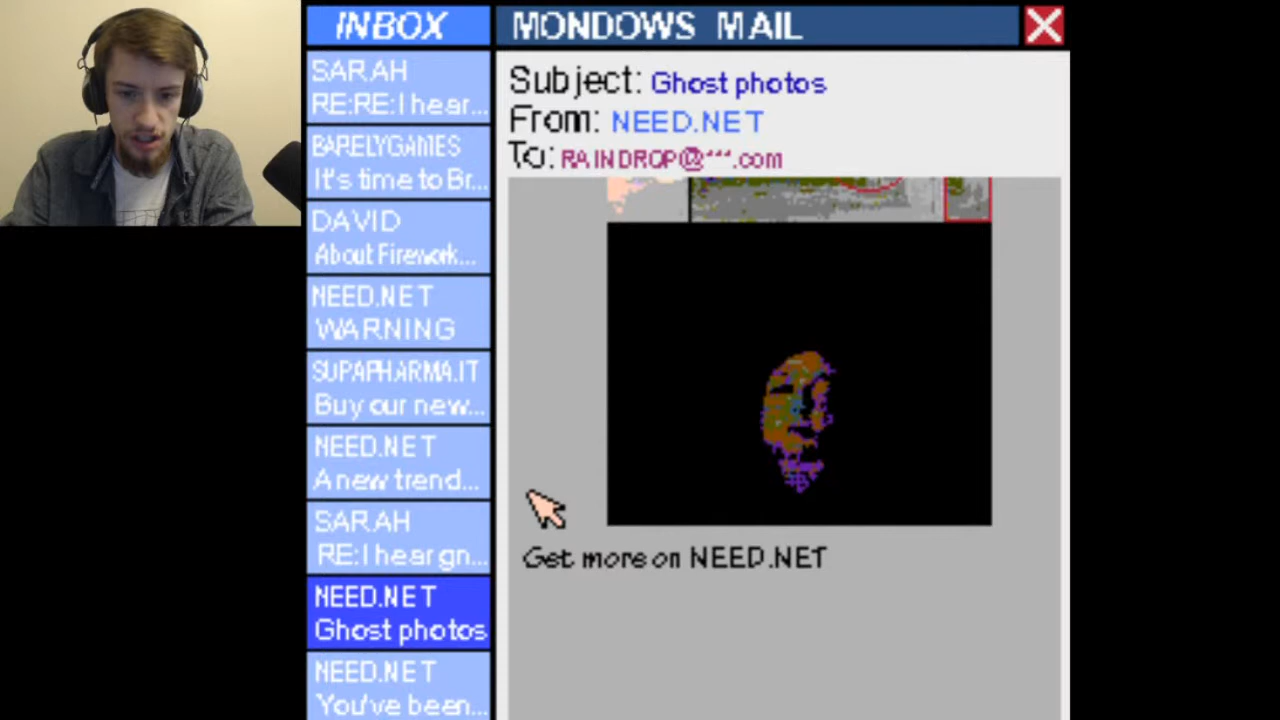 INBOX
MONDOWS MAIL
SARAH
RE:RE:I hear...
BARELYGAMES
It's time to Br...
DAVID
About Firework...
NEED.NET
WARNING
SUPAPHARMA.IT
Buy our new...
NEED.NET
A new trend...
SARAH
RE:I hear gn...
NEED.NET
Ghost photos
NEED.NET
You've been...
Subject: Ghost photos
From: NEED.NET
To: RAINDROP@***.com
Get more on NEED.NET